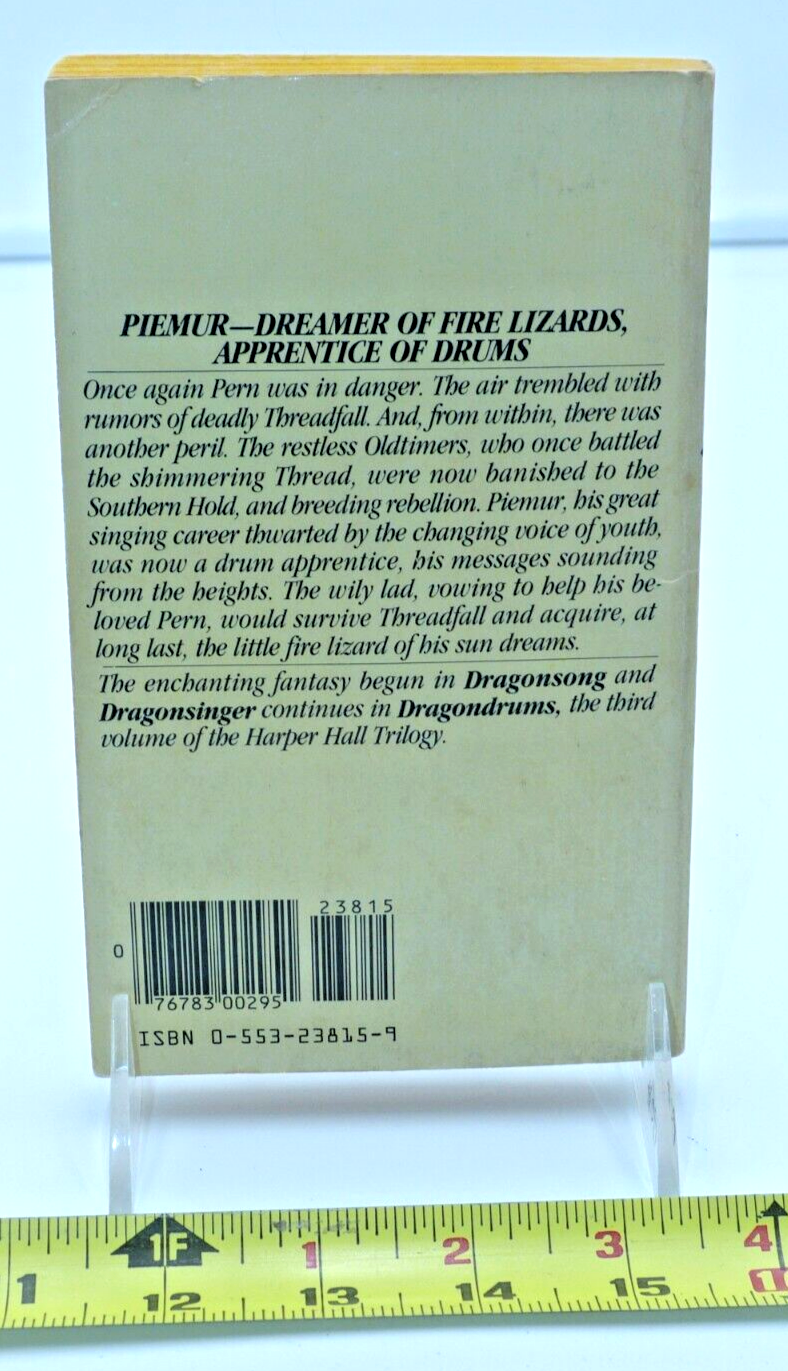 PIEMUR—DREAMER OF FIRE LIZARDS,
APPRENTICE OF DRUMS
Once again Pern was in danger. The air trembled with
rumors of deadly Threadfall. And, from within, there was
another peril. The restless Oldtimers, who once battled
the shimmering Thread, were now banished to the
Southern Hold, and breeding rebellion. Piemur, his great
singing career thwarted by the changing voice of youth,
was now a drum apprentice, his messages sounding
from the heights. The wily lad, vowing to help his be-
loved Pern, would survive Threadfall and acquire, at
long last, the little fire lizard of his sun dreams.
The enchanting fantasy begun in Dragonsong and
Dragonsinger continues in Dragondrums, the third
volume of the Harper Hall Trilogy.
23815
0
76783 00295
ISBN 0-553-23815-9
1F 1 2 3 4
1 12 13 14 15 1